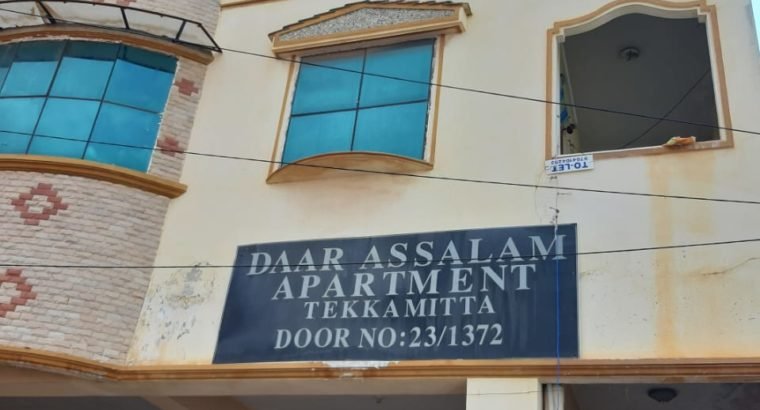 TO-LET
DAAR ASSALAM
APARTMENT
TEKKAMITTA
DOOR NO:23/1372